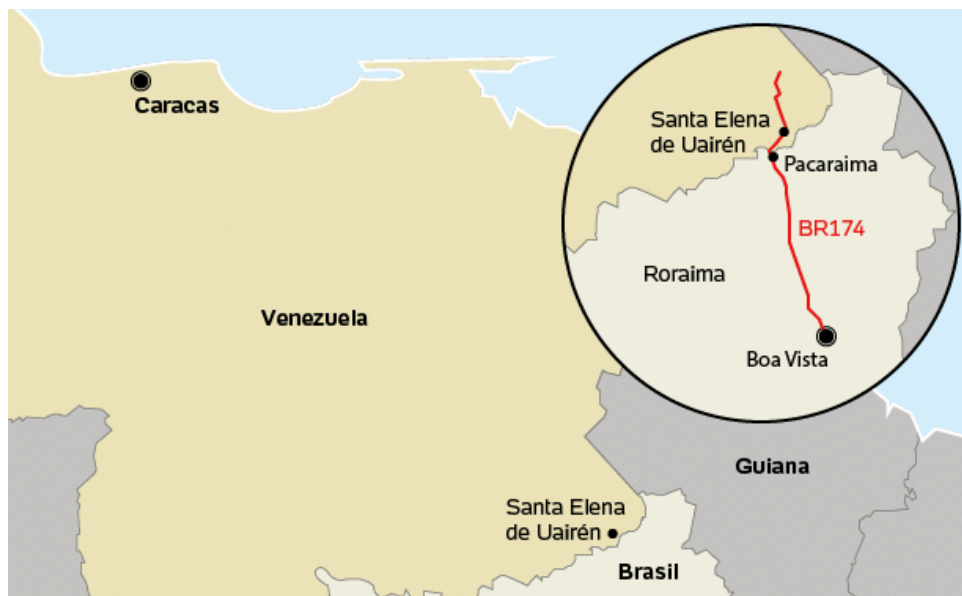 Caracas
Venezuela
Santa Elena
de Uairén
Pacaraima
BR174
Roraima
Boa Vista
Guiana
Santa Elena
de Uairén
Brasil